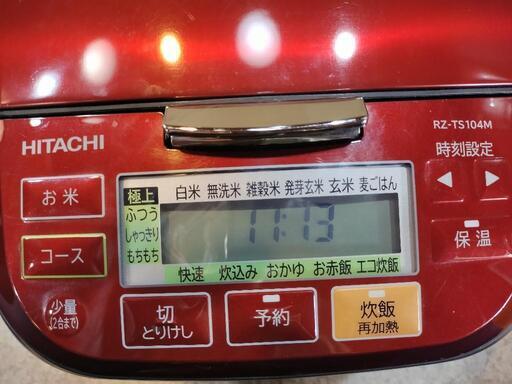 HITACHI
RZ-TS104M
時刻設定
お米
コース
少量
(2合まで)
極上
ふつう
しゃっきり
もちもち
白米 無洗米 雑穀米 発芽玄米 玄米 麦ごはん
11:13
快速 炊込み おかゆ お赤飯 エコ炊飯
保温
切
とりけし
予約
炊飯
再加熱